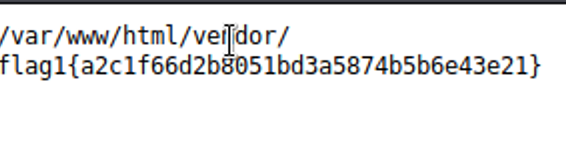 /var/www/html/vendor/
flag1{a2c1f66d2b8051bd3a5874b5b6e43e21}